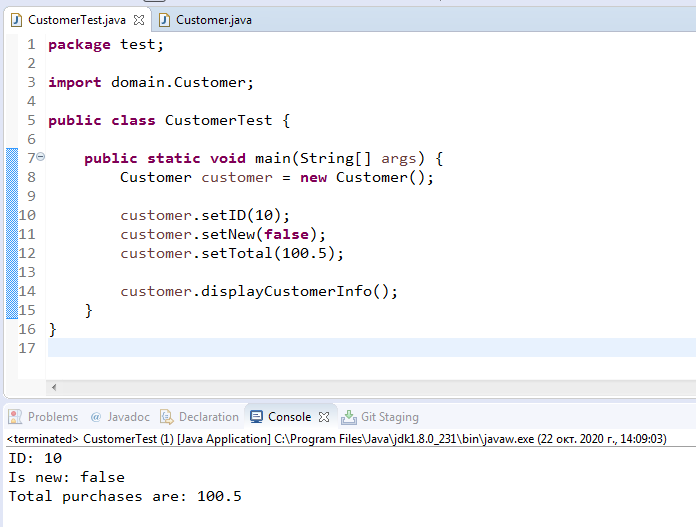 CustomerTest.java Customer.java
1 package test;
2
3 import domain.Customer;
4
5 public class CustomerTest {
6
7 public static void main(String[] args) {
8 Customer customer = new Customer();
9
10 customer.setID(10);
11 customer.setNew(false);
12 customer.setTotal(100.5);
13
14 customer.displayCustomerInfo();
15 }
16 }
17
Problems @ Javadoc Declaration Console Git Staging
<terminated> CustomerTest (1) [Java Application] C:\Program Files\Java\jdk1.8.0_231\bin\javaw.exe (22 окт. 2020 г., 14:09:03)
ID: 10
Is new: false
Total purchases are: 100.5